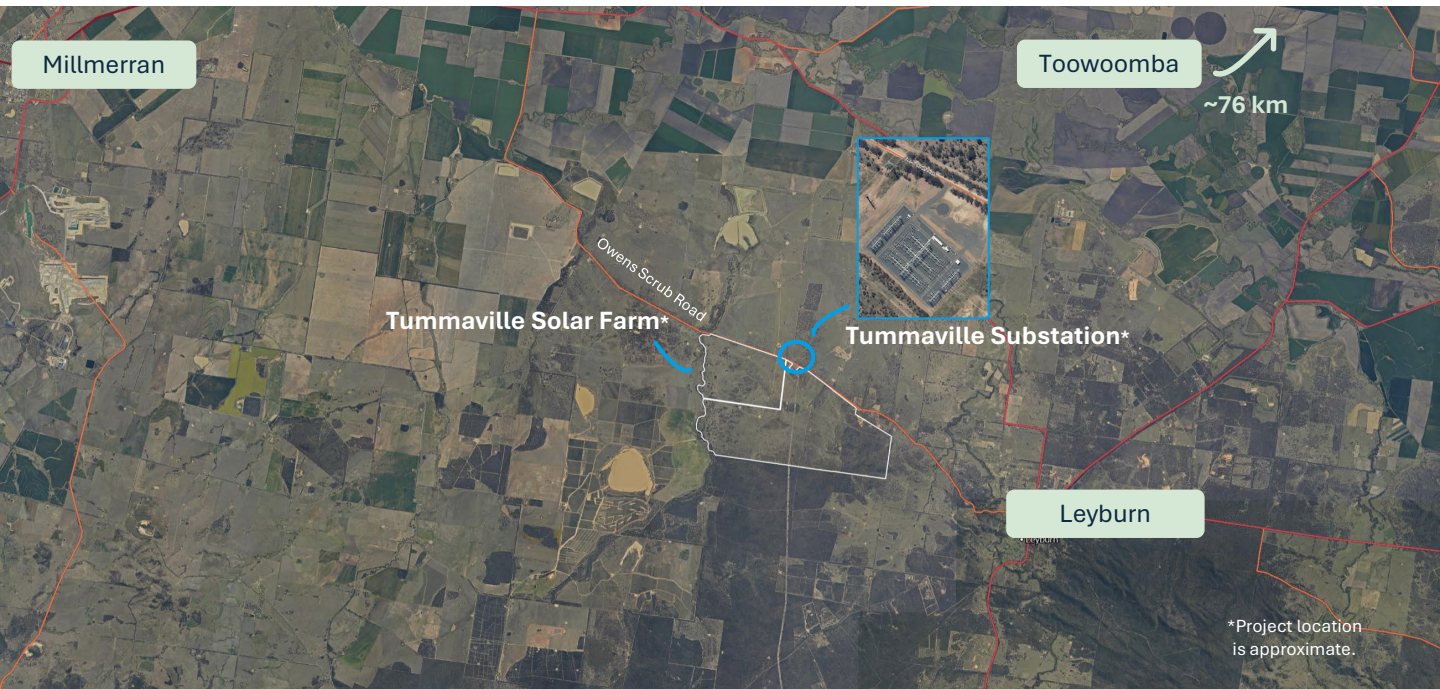 Millmerran
Toowoomba
~76 km
Owens Scrub Road
Tummaville Solar Farm*
Tummaville Substation*
Leyburn
Leyburn
*Project location
is approximate.